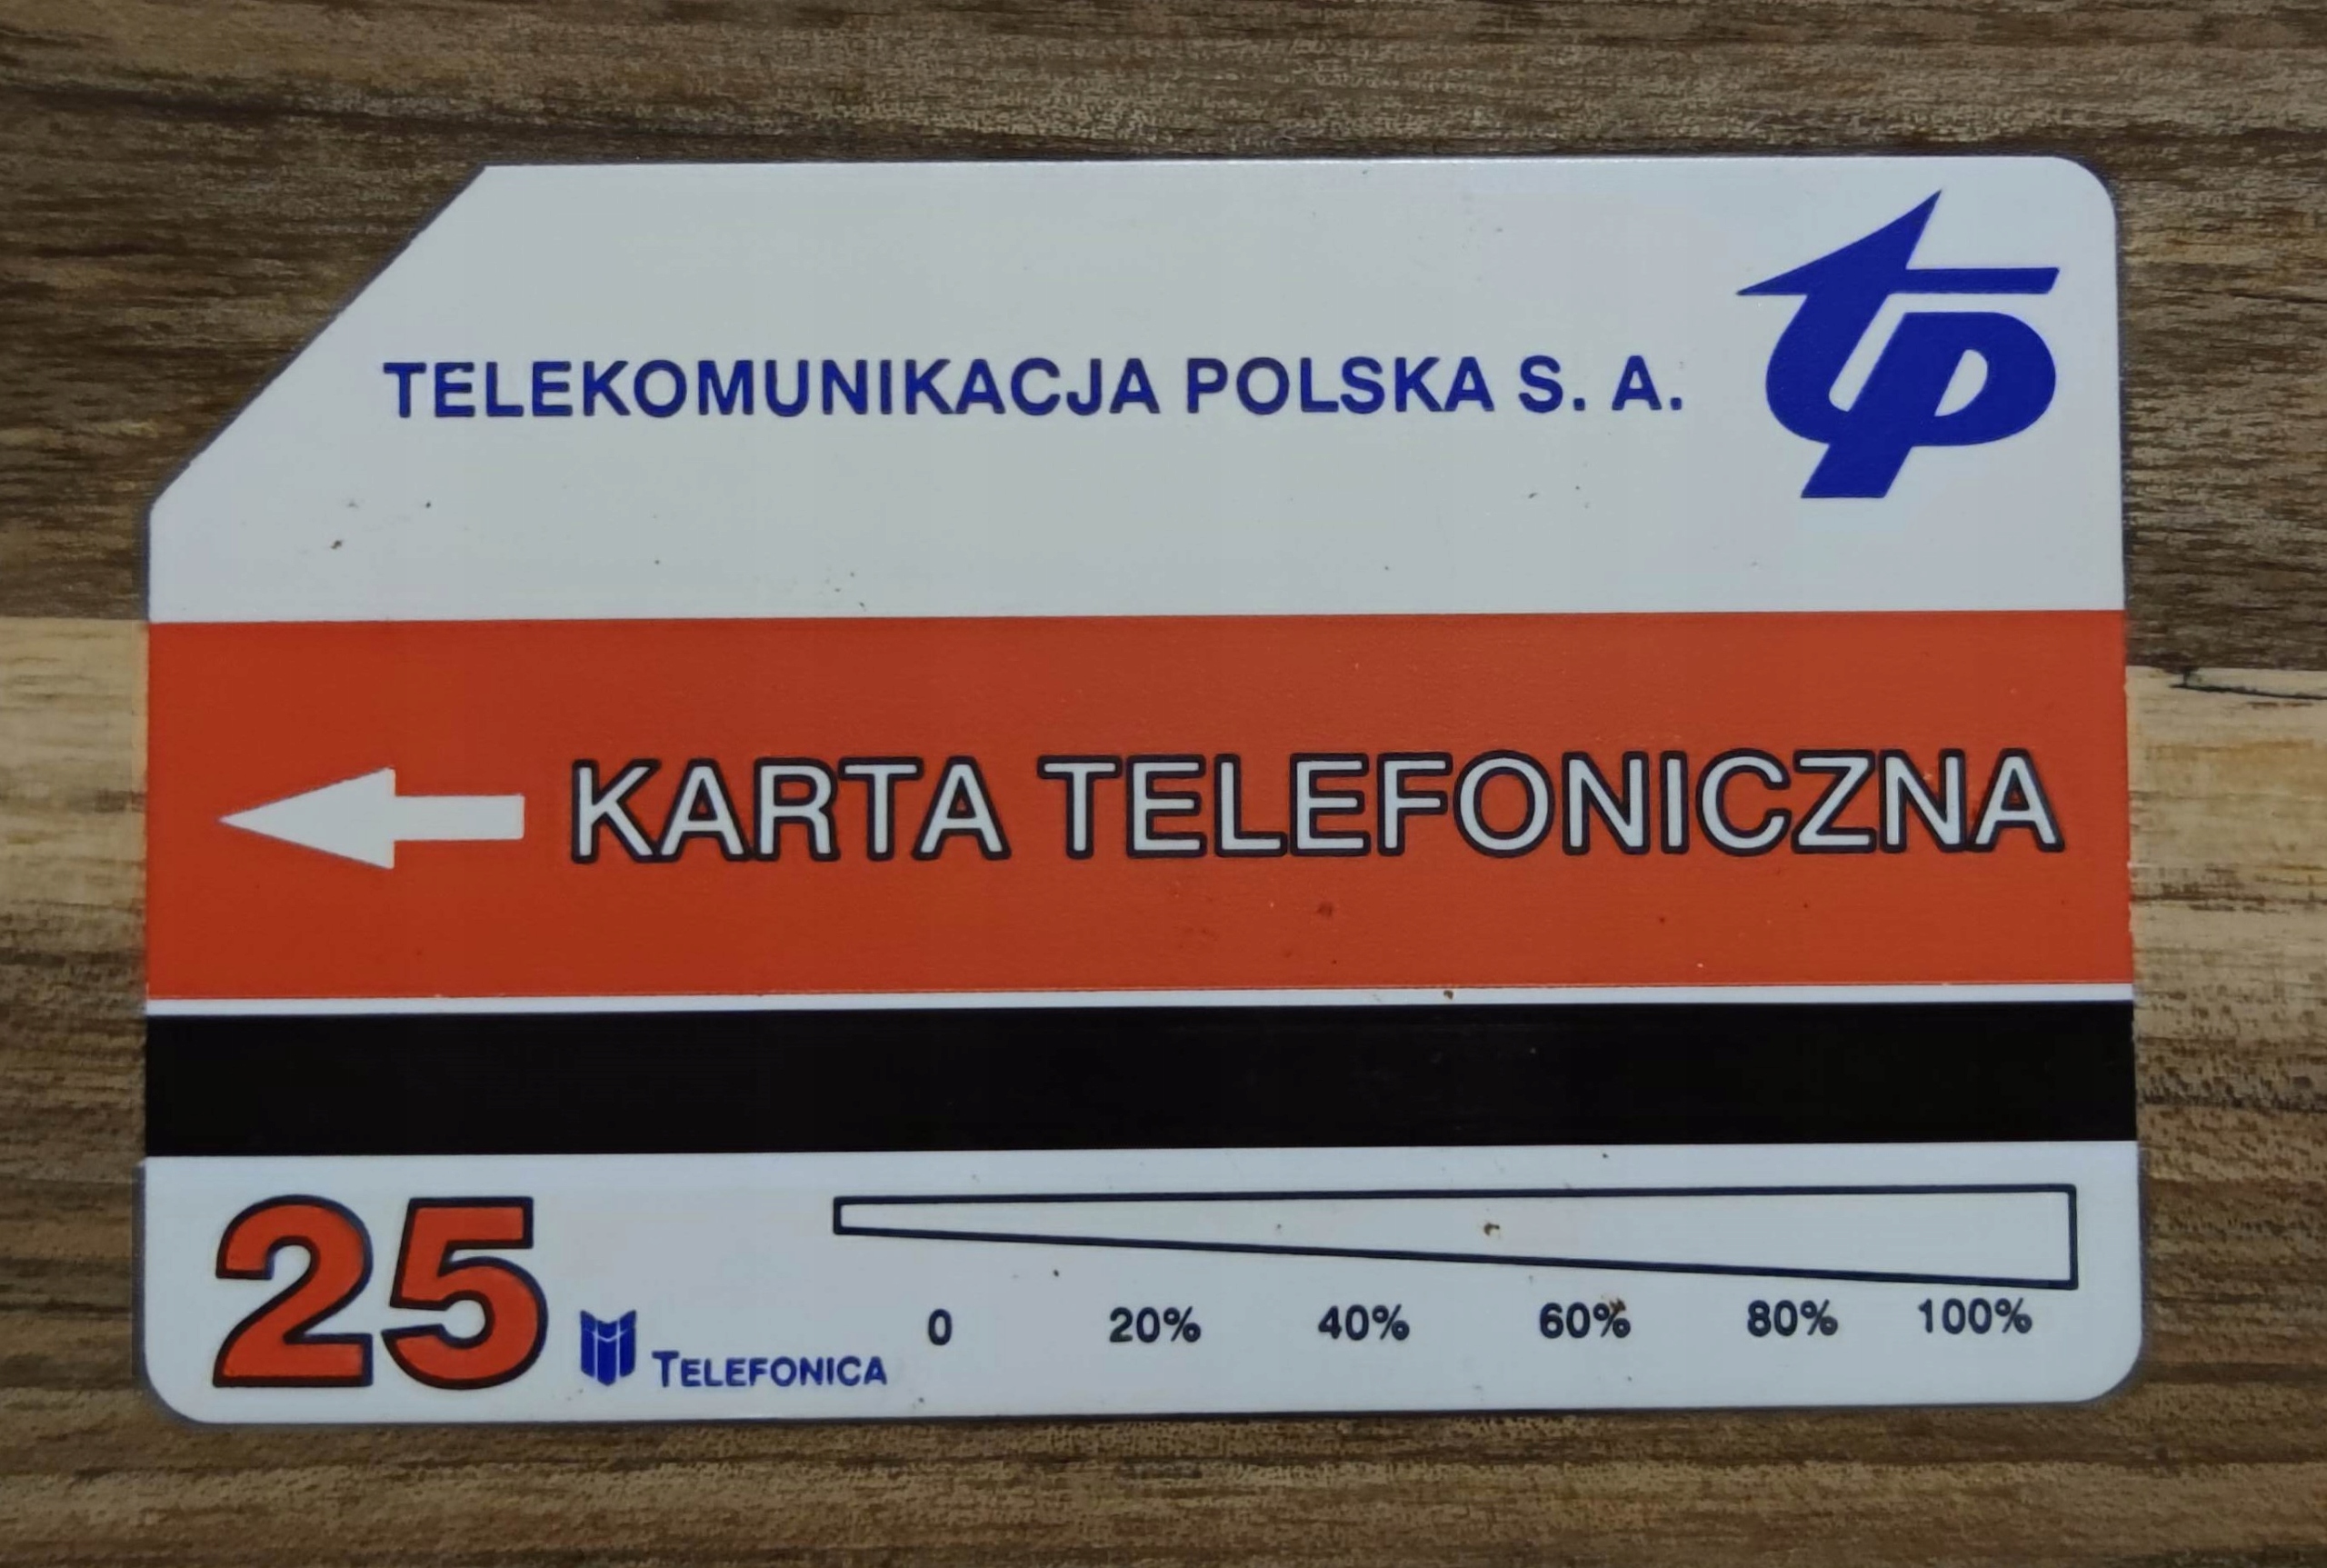 tp
TELEKOMUNIKACJA POLSKA S. A.
KARTA TELEFONICZNA
25
TELEFONICA
0 20% 40% 60% 80% 100%